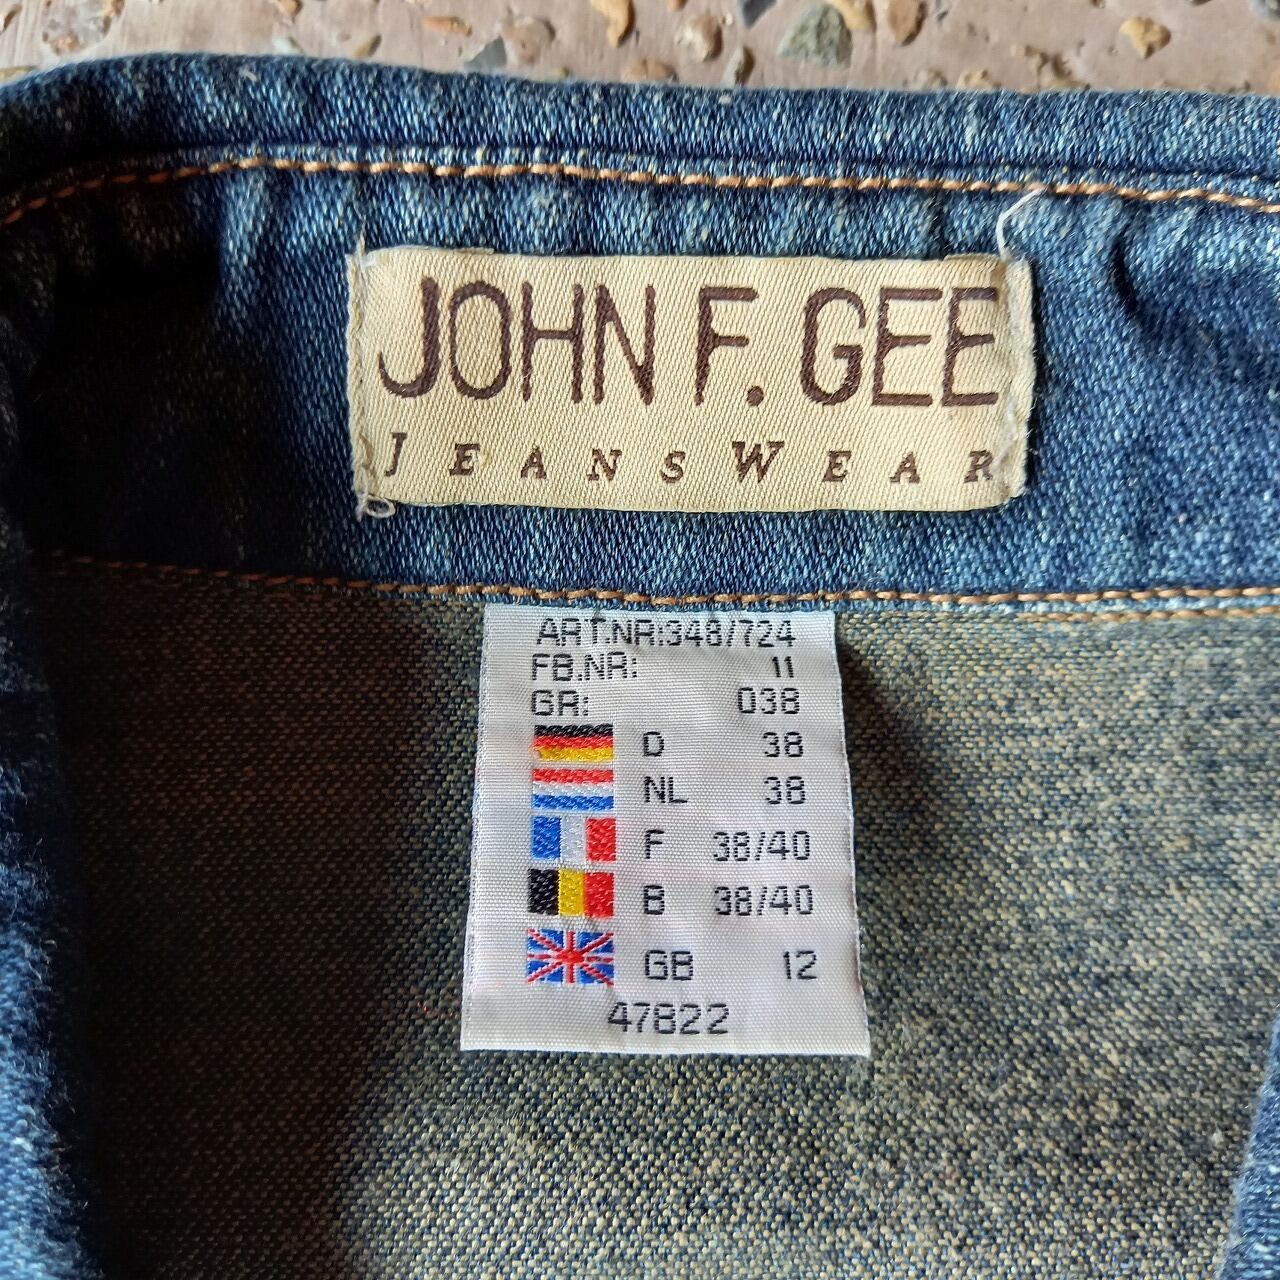 JOHN F. GEE
JEANSWEAR
ART.NR:348/724
FB.NR: 11
GR: 038
D 38
NL 38
F 38/40
B 38/40
GB 12
47822